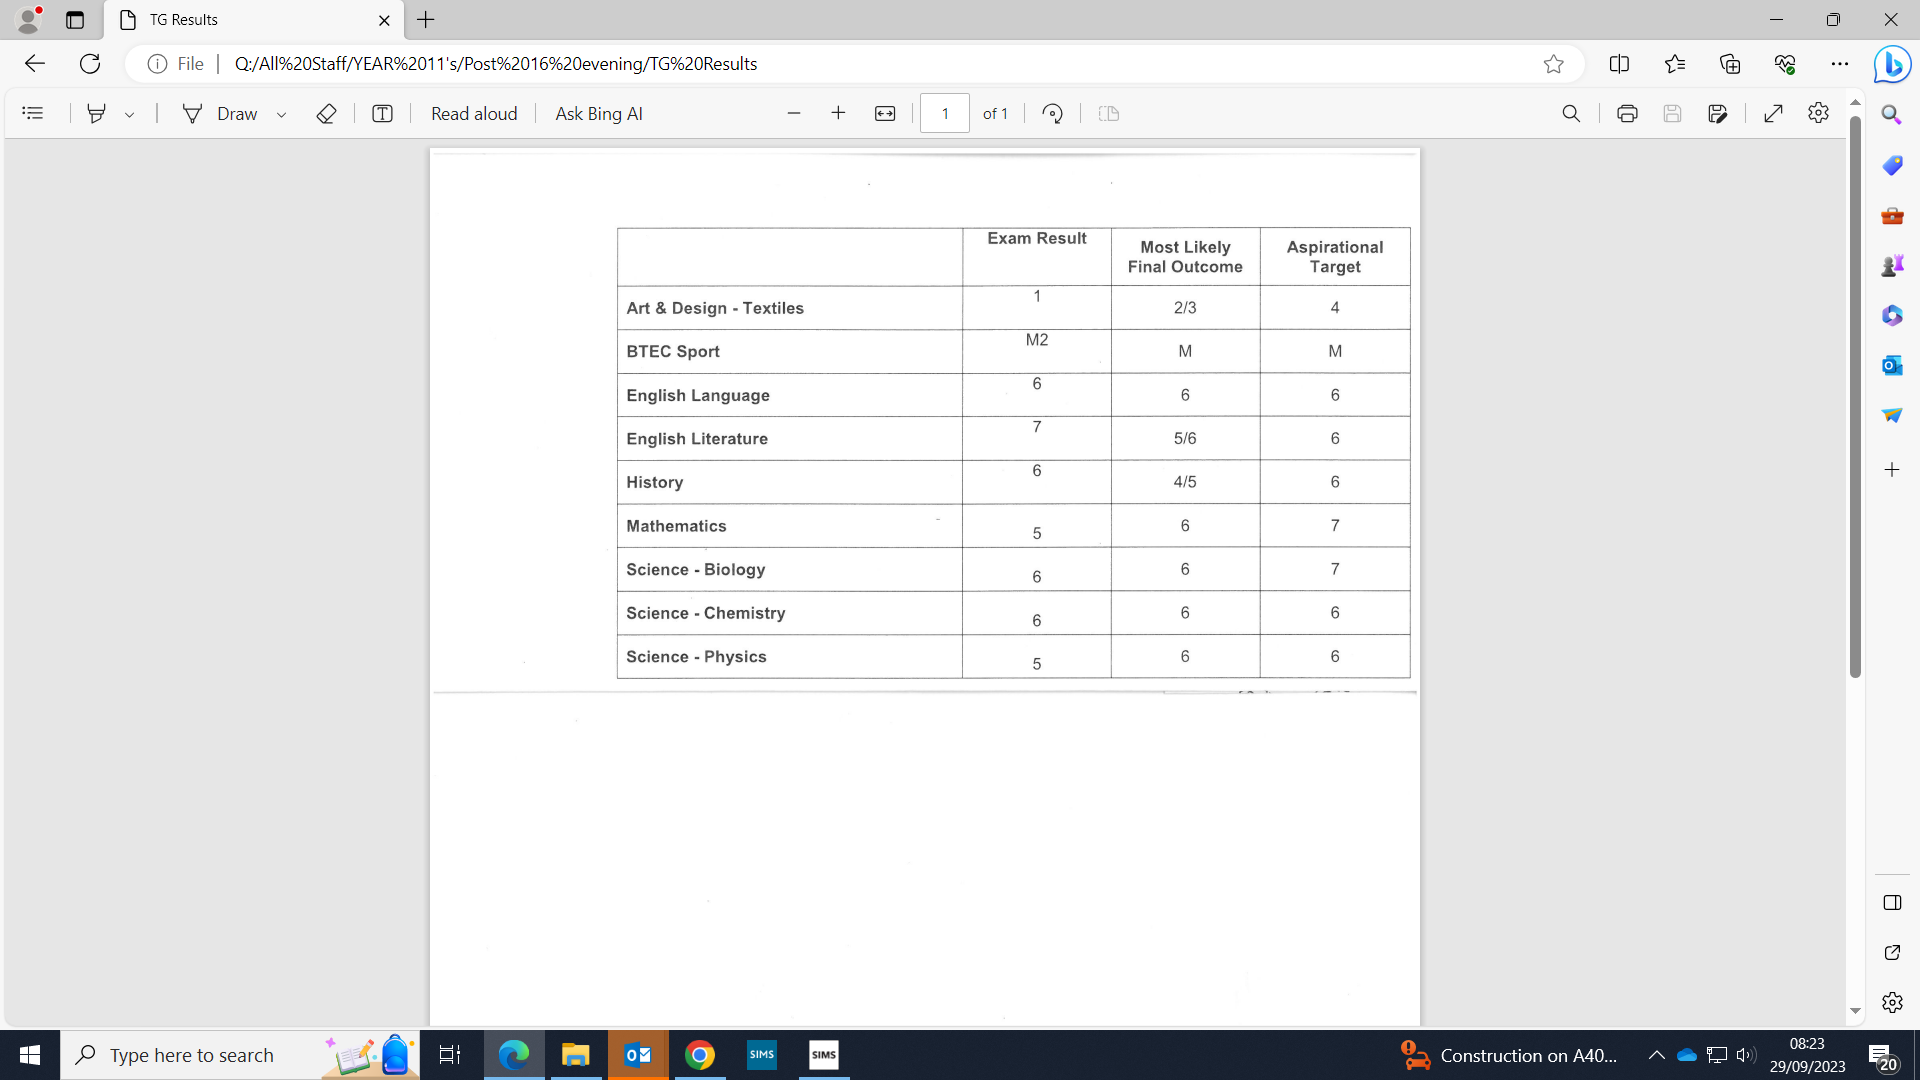 TG Results
File
Q:/All%20Staff/YEAR%2011's/Post%2016%20evening/TG%20Results
Draw
Read aloud
Ask Bing AI
1 of 1
Exam Result Most Likely Final Outcome Aspirational Target
Art & Design - Textiles 1 2/3 4
BTEC Sport M2 M M
English Language 6 6 6
English Literature 7 5/6 6
History 6 4/5 6
Mathematics 5 6 7
Science - Biology 6 6 7
Science - Chemistry 6 6 6
Science - Physics 5 6 6
Type here to search
SIMS
SIMS
Construction on A40...
08:23
29/09/2023
20